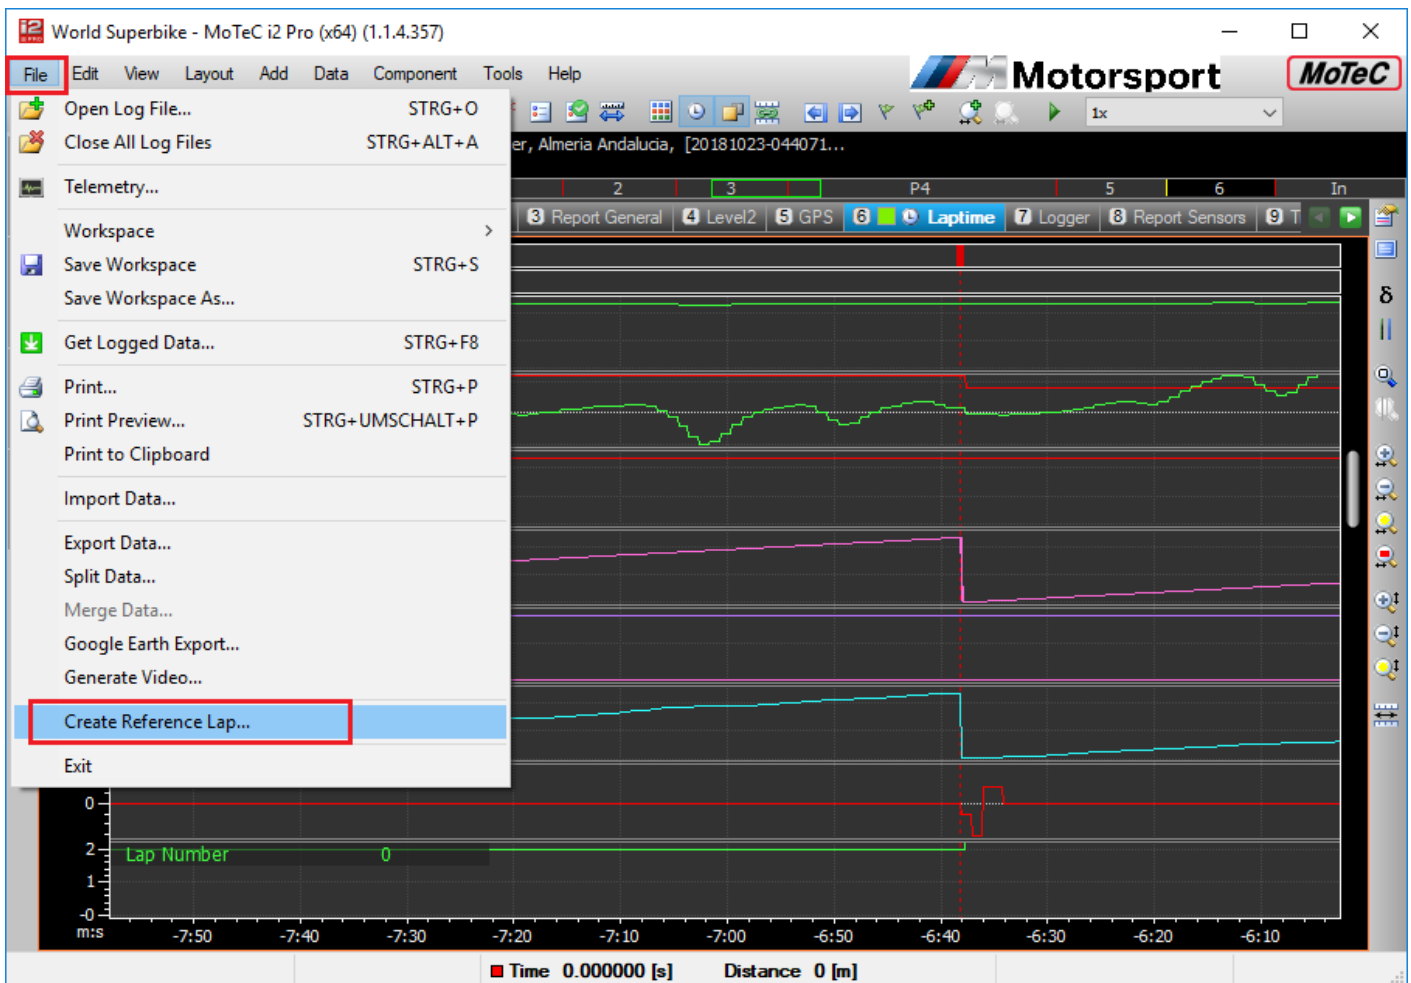 World Superbike - MoTeC i2 Pro (x64) (1.1.4.357)
File Edit View Layout Add Data Component Tools Help
Motorsport
MoTeC
Open Log File... STRG+O
1x
Close All Log Files STRG+ALT+A
er, Almeria Andalucia, [20181023-044071...
Telemetry...
2 3 P4 5 6 In
3 Report General 4 Level2 5 GPS 6 Laptime 7 Logger 8 Report Sensors 9 T
Workspace
Save Workspace STRG+S
Save Workspace As...
Get Logged Data... STRG+F8
Print... STRG+P
Print Preview... STRG+UMSCHALT+P
Print to Clipboard
Import Data...
Export Data...
Split Data...
Merge Data...
Google Earth Export...
Generate Video...
Create Reference Lap...
Exit
0
2
Lap Number 0
1
-0
m:s -7:50 -7:40 -7:30 -7:20 -7:10 -7:00 -6:50 -6:40 -6:30 -6:20 -6:10
Time 0.000000 [s] Distance 0 [m]